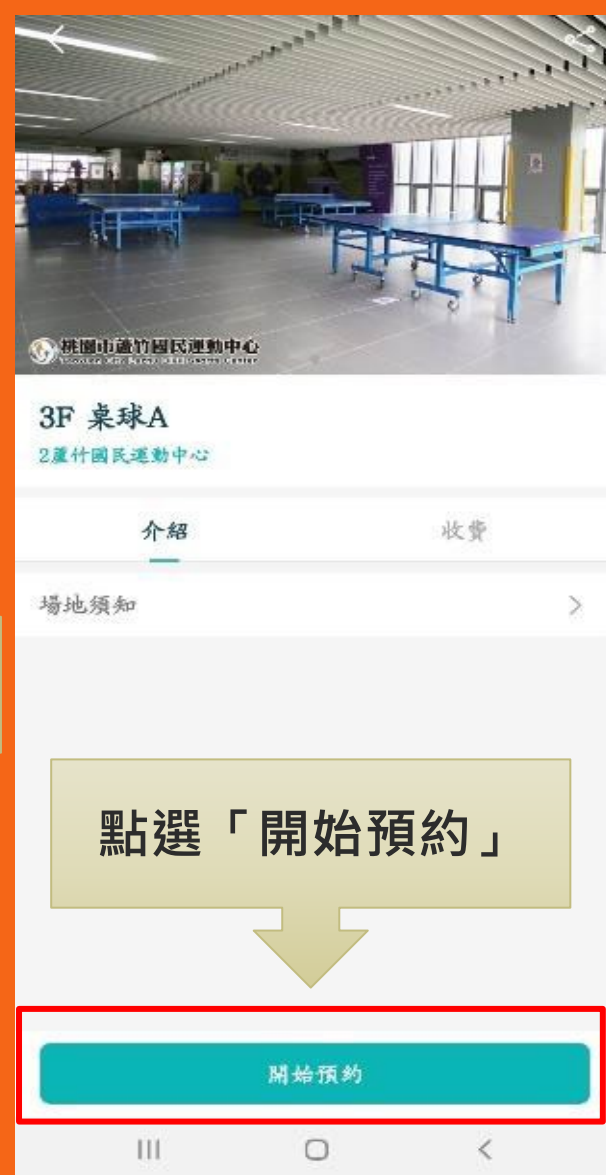 桃園市蘆竹國民運動中心
3F 桌球A
2蘆竹國民運動中心
介紹
收費
場地須知
點選「開始預約」
開始預約